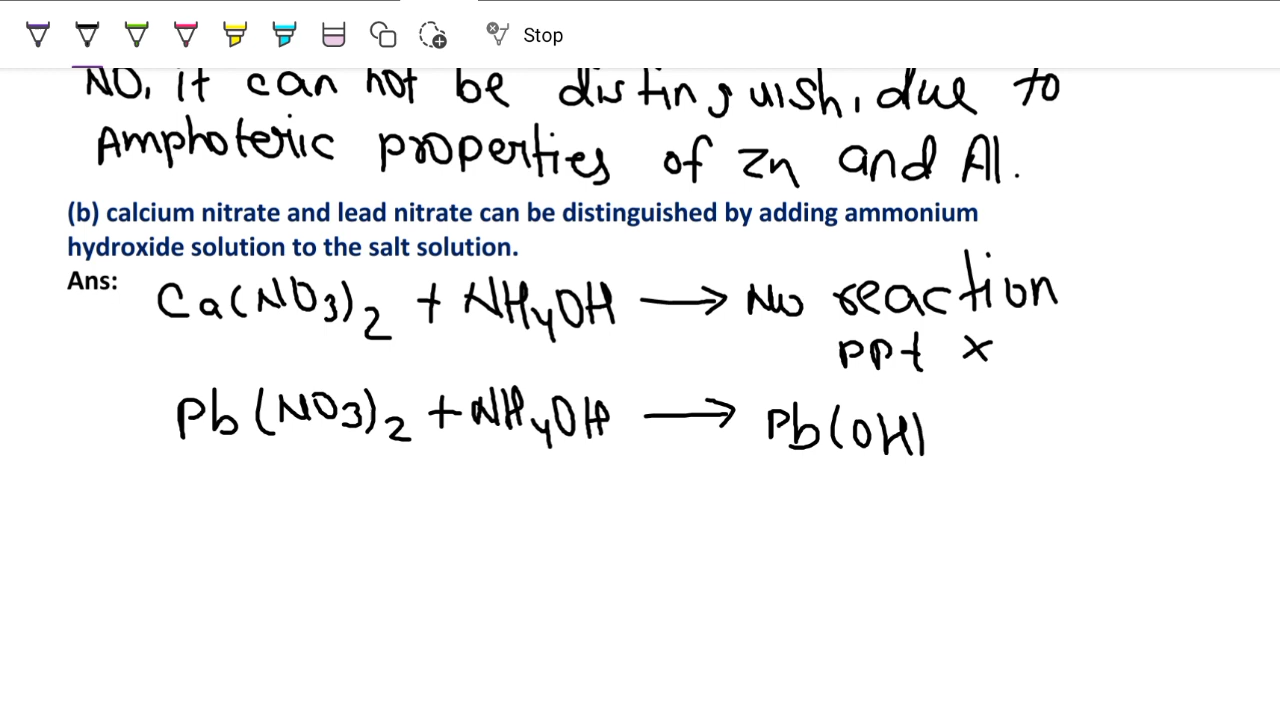 Stop
NO, it can not be distinguish, due to
Amphoteric properties of Zn and Al.
(b) calcium nitrate and lead nitrate can be distinguished by adding ammonium
hydroxide solution to the salt solution.
Ans:
Ca(NO3)2 + NH4OH → No reaction
ppt ×
Pb(NO3)2 + NH4OH → Pb(OH)